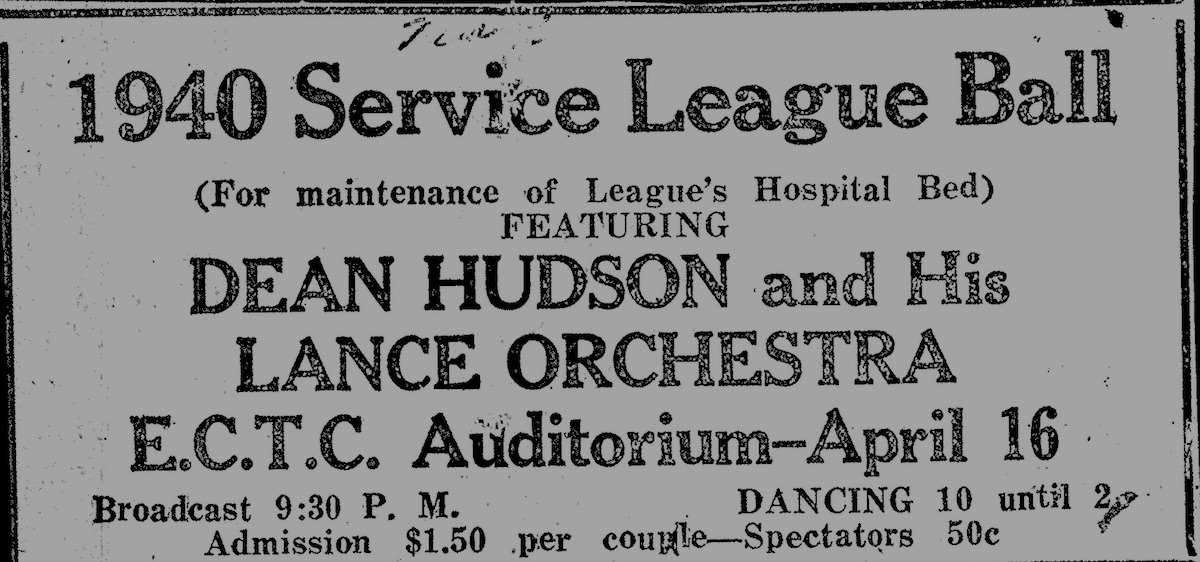 1940 Service League Ball
(For maintenance of League's Hospital Bed)
FEATURING
DEAN HUDSON and His
LANCE ORCHESTRA
E.C.T.C. Auditorium—April 16
Broadcast 9:30 P. M. DANCING 10 until 2
Admission $1.50 per couple—Spectators 50c